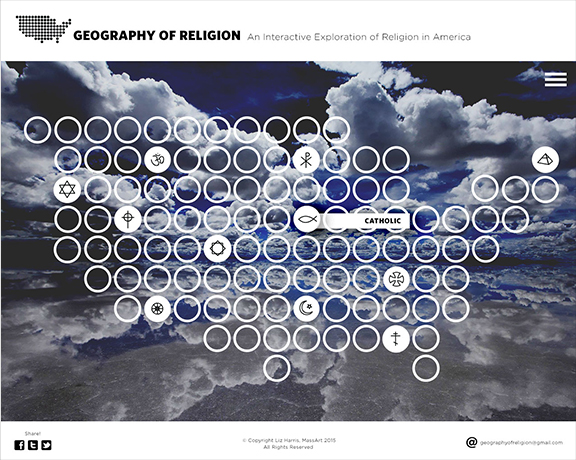 GEOGRAPHY OF RELIGION An Interactive Exploration of Religion in America
CATHOLIC
Share!
© Copyright Liz Harris, MassArt 2015
All Rights Reserved
@ geographyofreligion@gmail.com